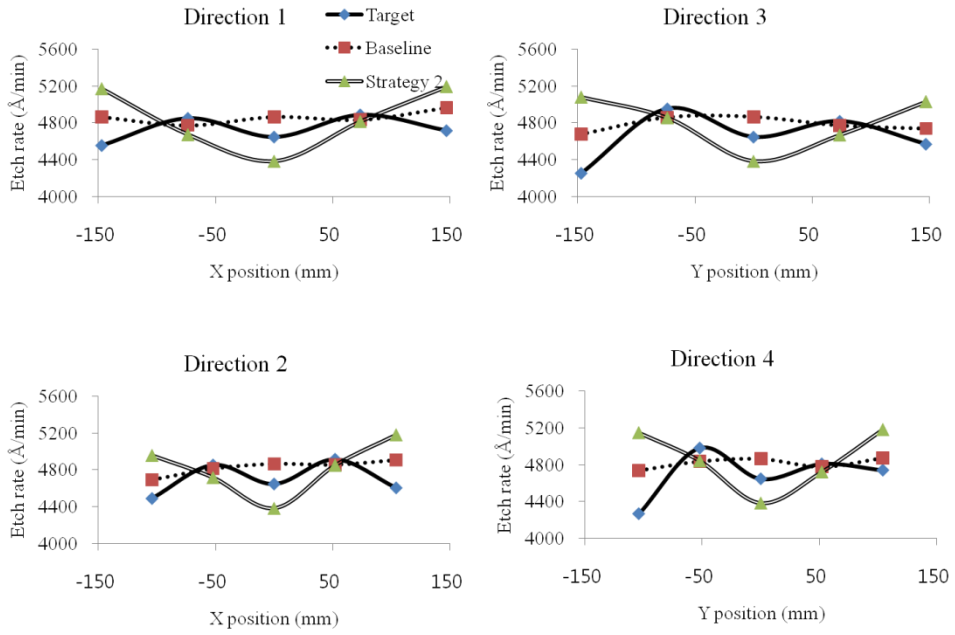 Direction 1
Target
Baseline
Strategy 2
Etch rate (Å/min)
5600
5200
4800
4400
4000
-150 -50 50 150
X position (mm)
Direction 3
Etch rate (Å/min)
5600
5200
4800
4400
4000
-150 -50 50 150
Y position (mm)
Direction 2
Etch rate (Å/min)
5600
5200
4800
4400
4000
-150 -50 50 150
X position (mm)
Direction 4
Etch rate (Å/min)
5600
5200
4800
4400
4000
-150 -50 50 150
Y position (mm)